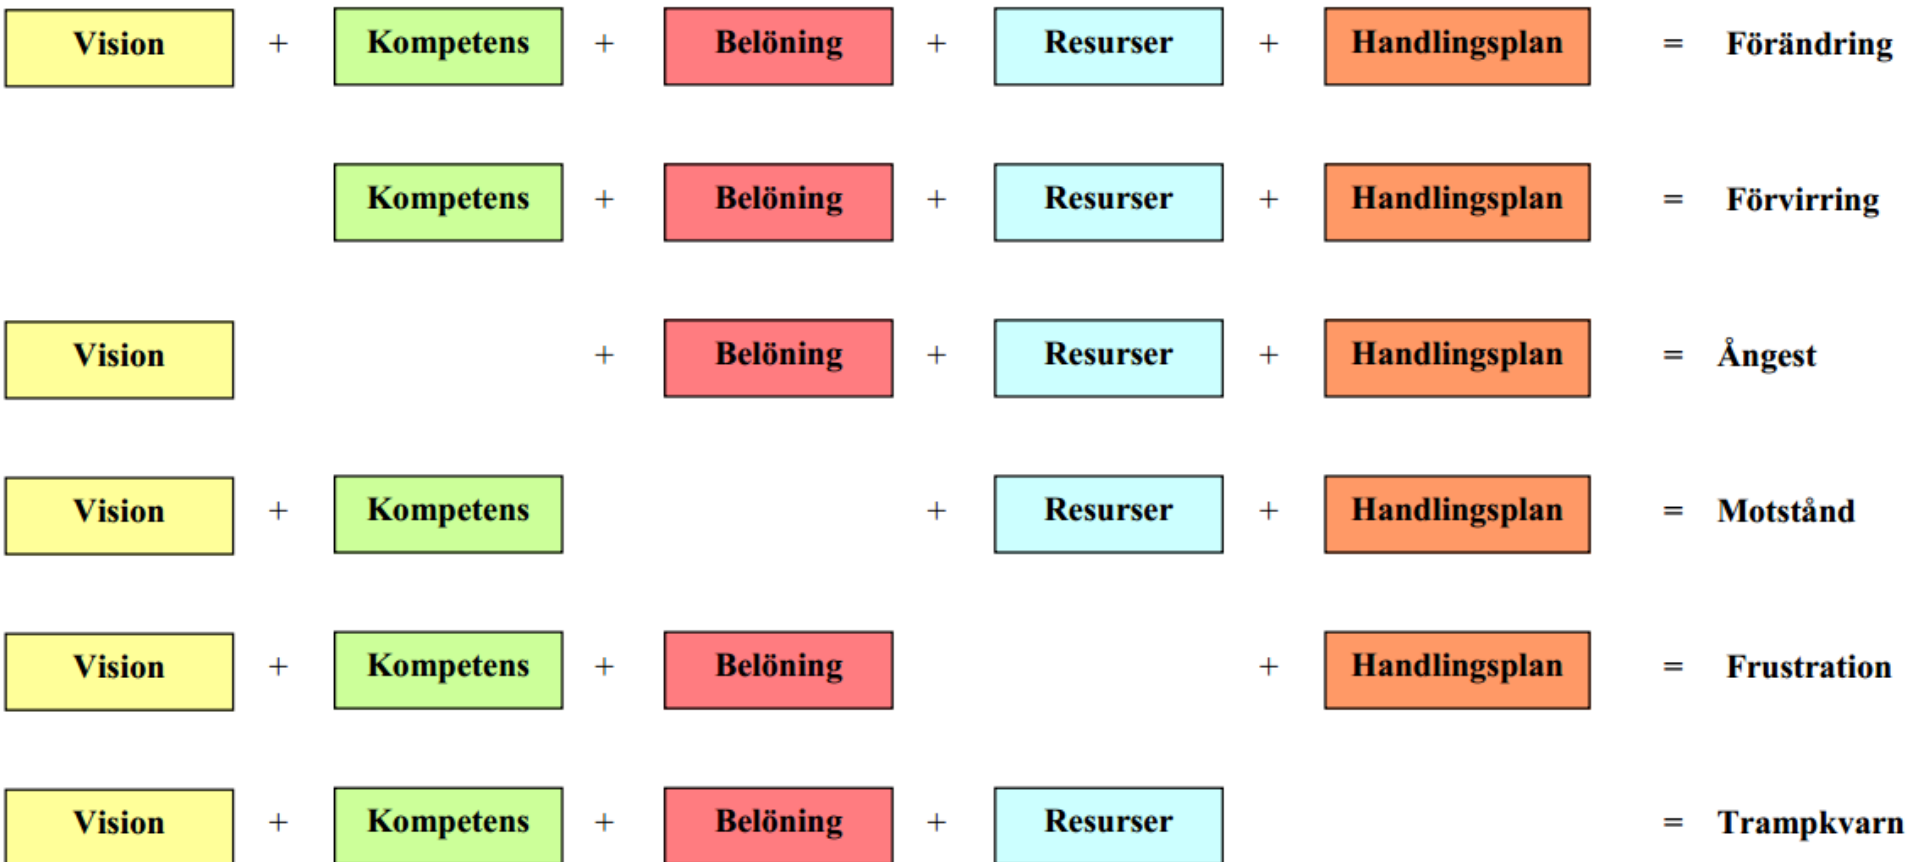 Vision + Kompetens + Belöning + Resurser + Handlingsplan = Förändring
Kompetens + Belöning + Resurser + Handlingsplan = Förvirring
Vision + Belöning + Resurser + Handlingsplan = Ångest
Vision + Kompetens + Resurser + Handlingsplan = Motstånd
Vision + Kompetens + Belöning + Handlingsplan = Frustration
Vision + Kompetens + Belöning + Resurser = Trampkvarn